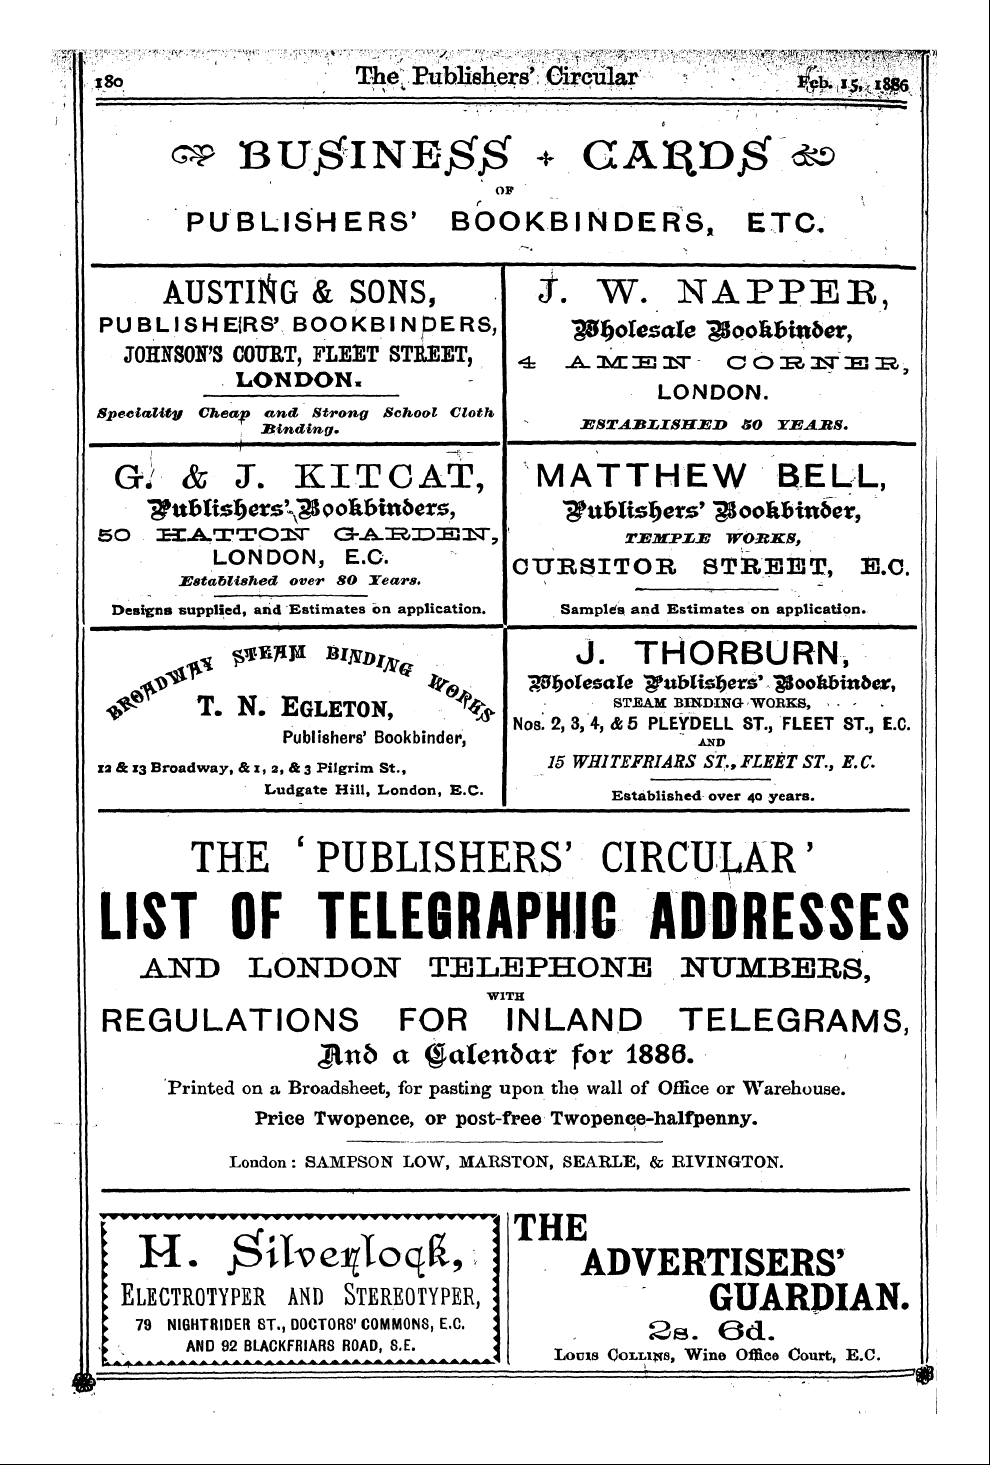 180 The Publishers' Circular Feb. 15, 1886
BUSINESS + CARDS
OF
PUBLISHERS' BOOKBINDERS, ETC.
AUSTING & SONS,
PUBLISHERS' BOOKBINDERS,
JOHNSON'S COURT, FLEET STREET,
LONDON.
Speciality Cheap and Strong School Cloth
Binding.
J. W. NAPPER,
Wholesale Bookbinder,
4 AMEN CORNER,
LONDON.
ESTABLISHED 50 YEARS.
G. & J. KITCAT,
Publishers' Bookbinders,
50 HATTON GARDEN,
LONDON, E.C.
Established over 80 Years.
Designs supplied, and Estimates on application.
MATTHEW BELL,
Publishers' Bookbinder,
TEMPLE WORKS,
CURSITOR STREET, E.C.
Samples and Estimates on application.
BROADWAY STEAM BINDING WORKS
T. N. EGLETON,
Publishers' Bookbinder,
12 & 13 Broadway, & 1, 2, & 3 Pilgrim St.,
Ludgate Hill, London, E.C.
J. THORBURN,
Wholesale Publishers' Bookbinder,
STEAM BINDING WORKS,
Nos. 2, 3, 4, & 5 PLEYDELL ST., FLEET ST., E.C.
AND
15 WHITEFRIARS ST., FLEET ST., E.C.
Established over 40 years.
THE 'PUBLISHERS' CIRCULAR'
LIST OF TELEGRAPHIC ADDRESSES
AND LONDON TELEPHONE NUMBERS,
WITH
REGULATIONS FOR INLAND TELEGRAMS,
And a Calendar for 1886.
Printed on a Broadsheet, for pasting upon the wall of Office or Warehouse.
Price Twopence, or post-free Twopence-halfpenny.
London: SAMPSON LOW, MARSTON, SEARLE, & RIVINGTON.
H. Silverlock,
ELECTROTYPER AND STEREOTYPER,
79 NIGHTRIDER ST., DOCTORS' COMMONS, E.C.
AND 92 BLACKFRIARS ROAD, S.E.
THE
ADVERTISERS'
GUARDIAN.
2s. 6d.
LOUIS COLLINS, Wine Office Court, E.C.